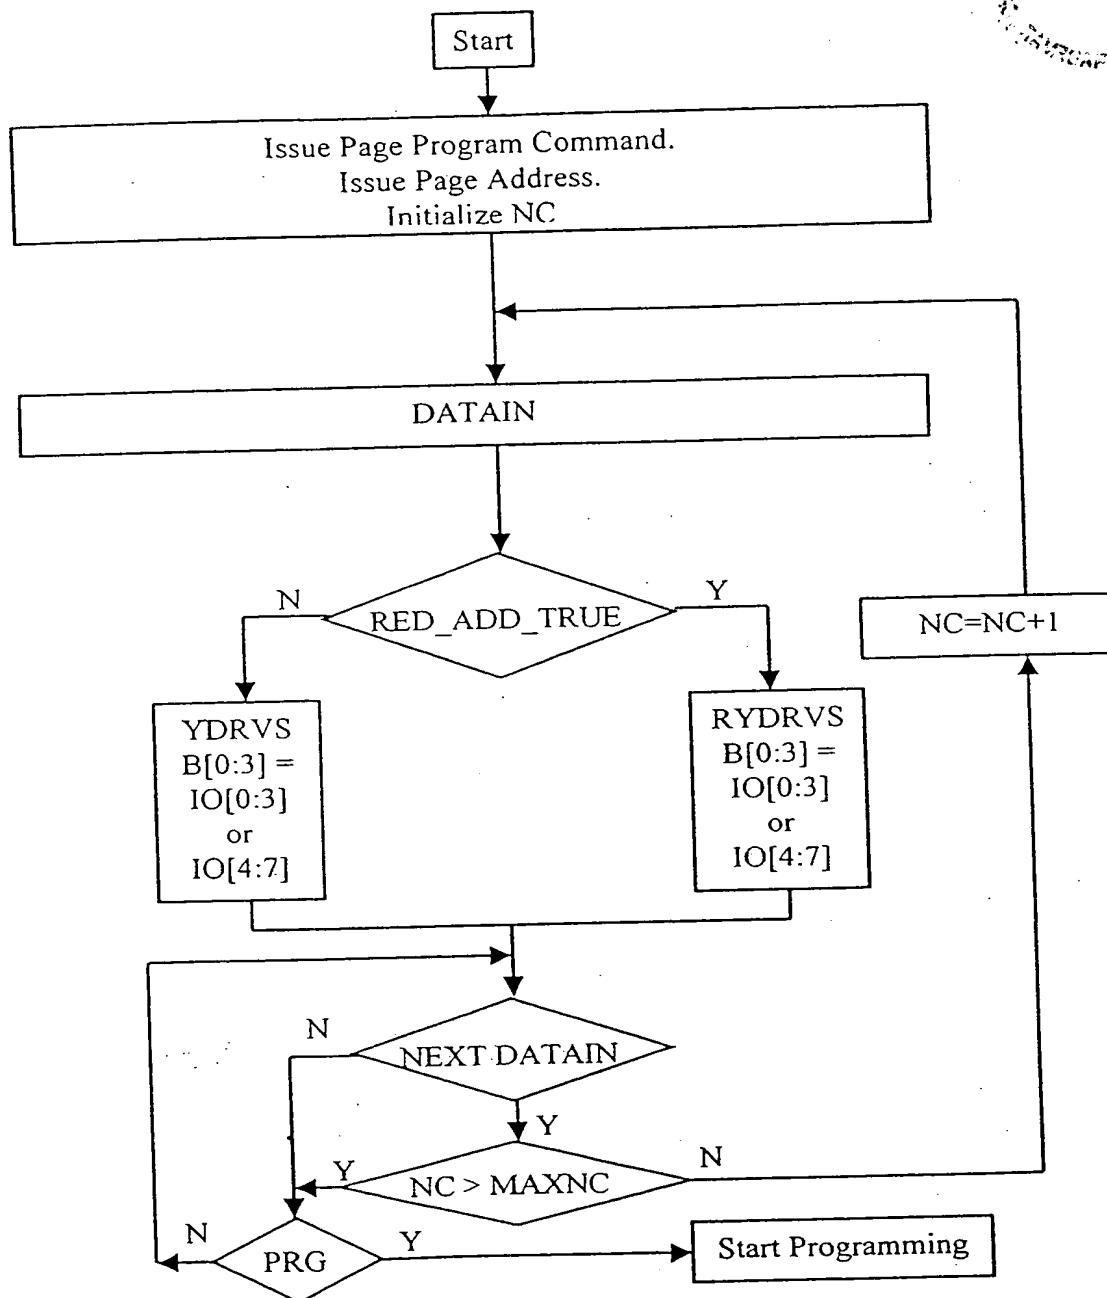 Start
Issue Page Program Command.
Issue Page Address.
Initialize NC
DATAIN
N
Y
RED_ADD_TRUE
NC=NC+1
YDRVS
B[0:3] =
IO[0:3]
or
IO[4:7]
RYDRVS
B[0:3] =
IO[0:3]
or
IO[4:7]
N
NEXT DATAIN
Y
Y
NC > MAXNC
N
N
PRG
Y
Start Programming